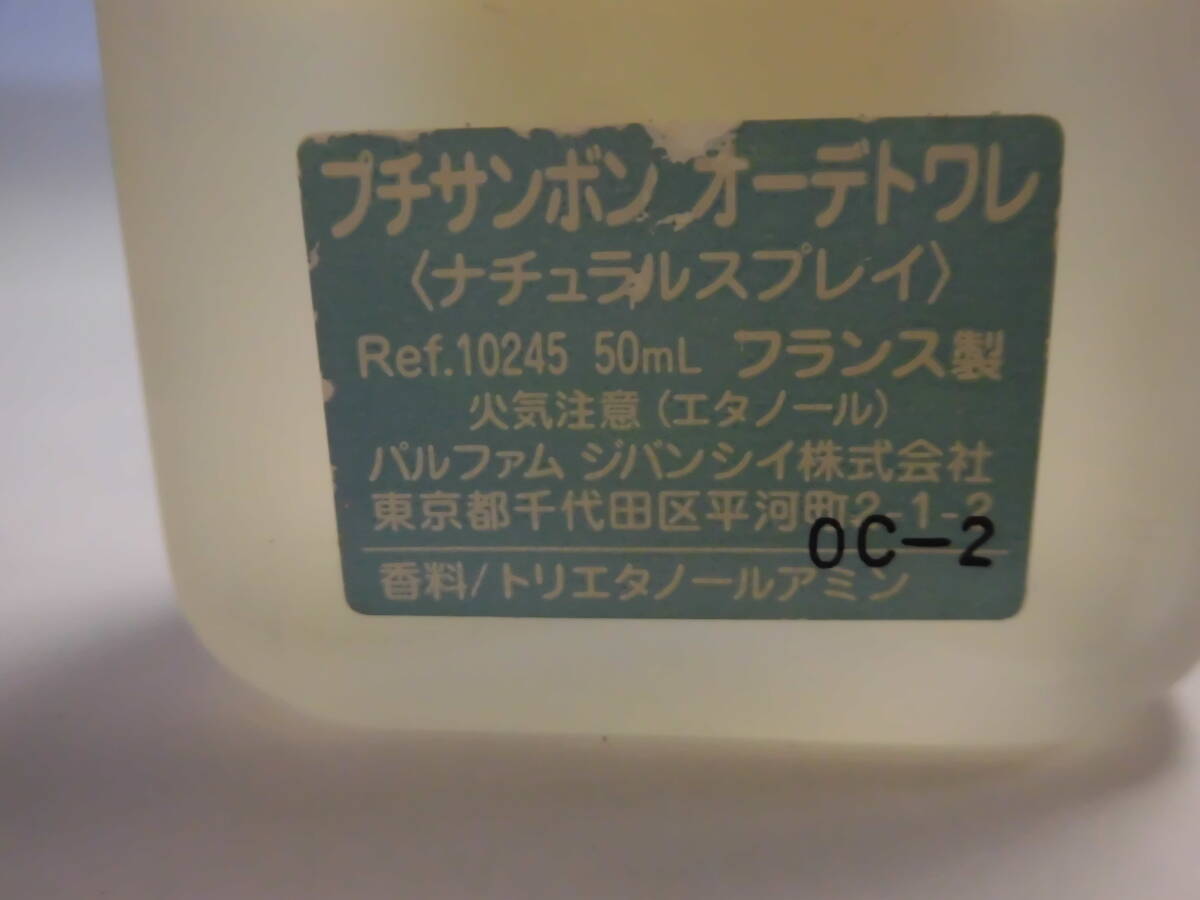 プチサンボン オーデトワレ
〈ナチュラルスプレイ〉
Ref.10245 50mL フランス製
火気注意（エタノール）
パルファム ジバンシイ株式会社
東京都千代田区平河町2-1-2
OC-2
香料/トリエタノールアミン